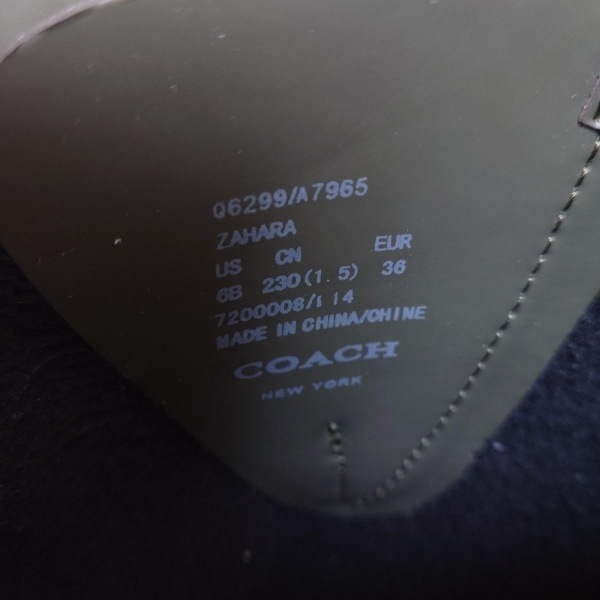 Q6299/A7965
ZAHARA
US CN EUR
6B 230(1.5) 36
7200008/ 14
MADE IN CHINA/CHINE
COACH
NEW YORK